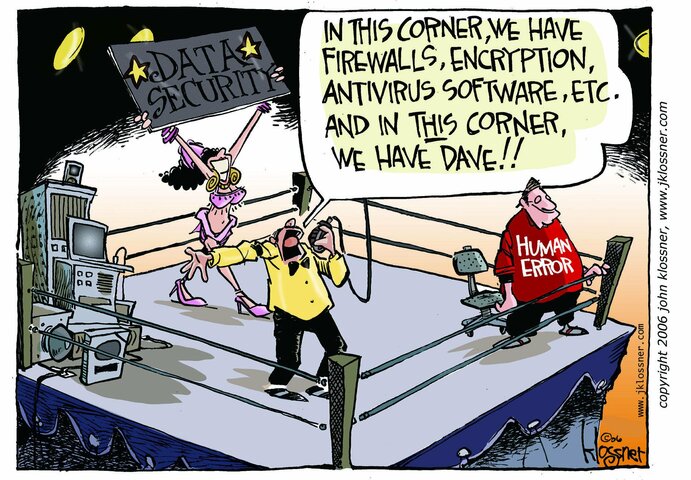 DATA
SECURITY
IN THIS CORNER, WE HAVE
FIREWALLS, ENCRYPTION,
ANTIVIRUS SOFTWARE, ETC.
AND IN THIS CORNER,
WE HAVE DAVE!!
HUMAN
ERROR
www.jklossner.com
copyright 2006 john klossner, www.jklossner.com
©06
klossner